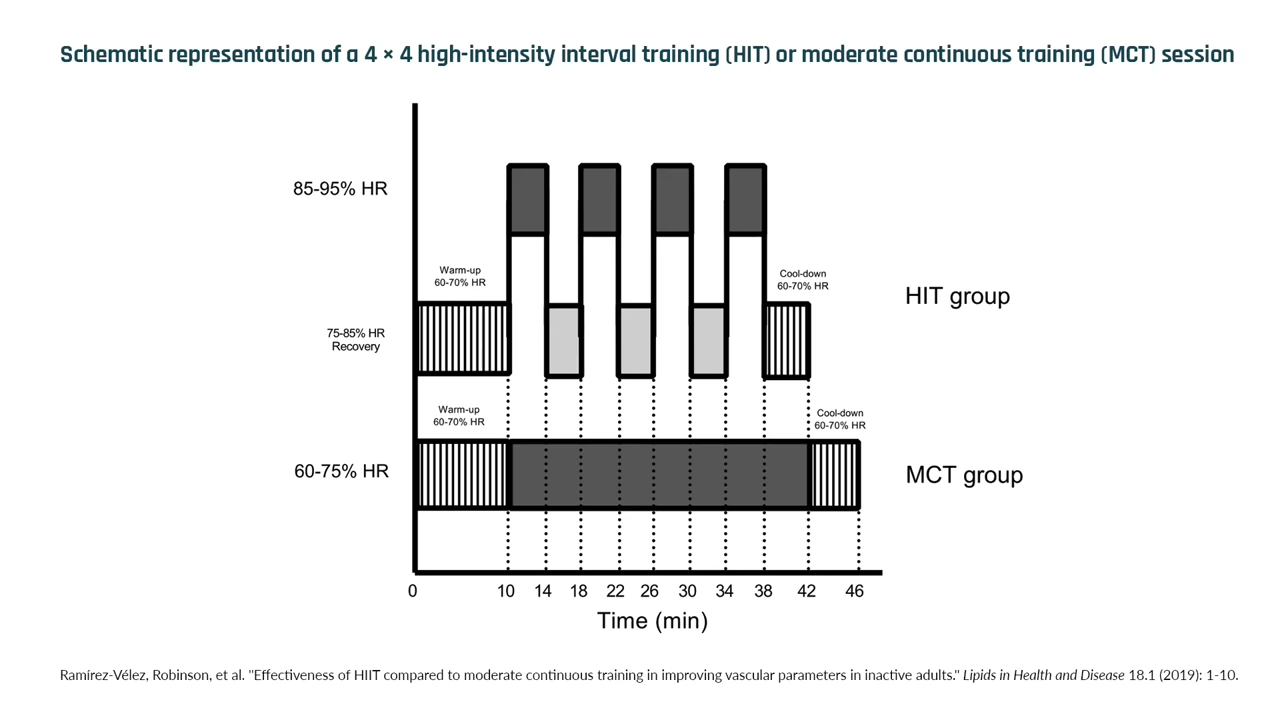 Schematic representation of a 4 × 4 high-intensity interval training (HIT) or moderate continuous training (MCT) session
85-95% HR
Warm-up
60-70% HR
Cool-down
60-70% HR
HIT group
75-85% HR
Recovery
Warm-up
60-70% HR
Cool-down
60-70% HR
60-75% HR
MCT group
0 10 14 18 22 26 30 34 38 42 46
Time (min)
Ramírez-Vélez, Robinson, et al. "Effectiveness of HIIT compared to moderate continuous training in improving vascular parameters in inactive adults." Lipids in Health and Disease 18.1 (2019): 1-10.